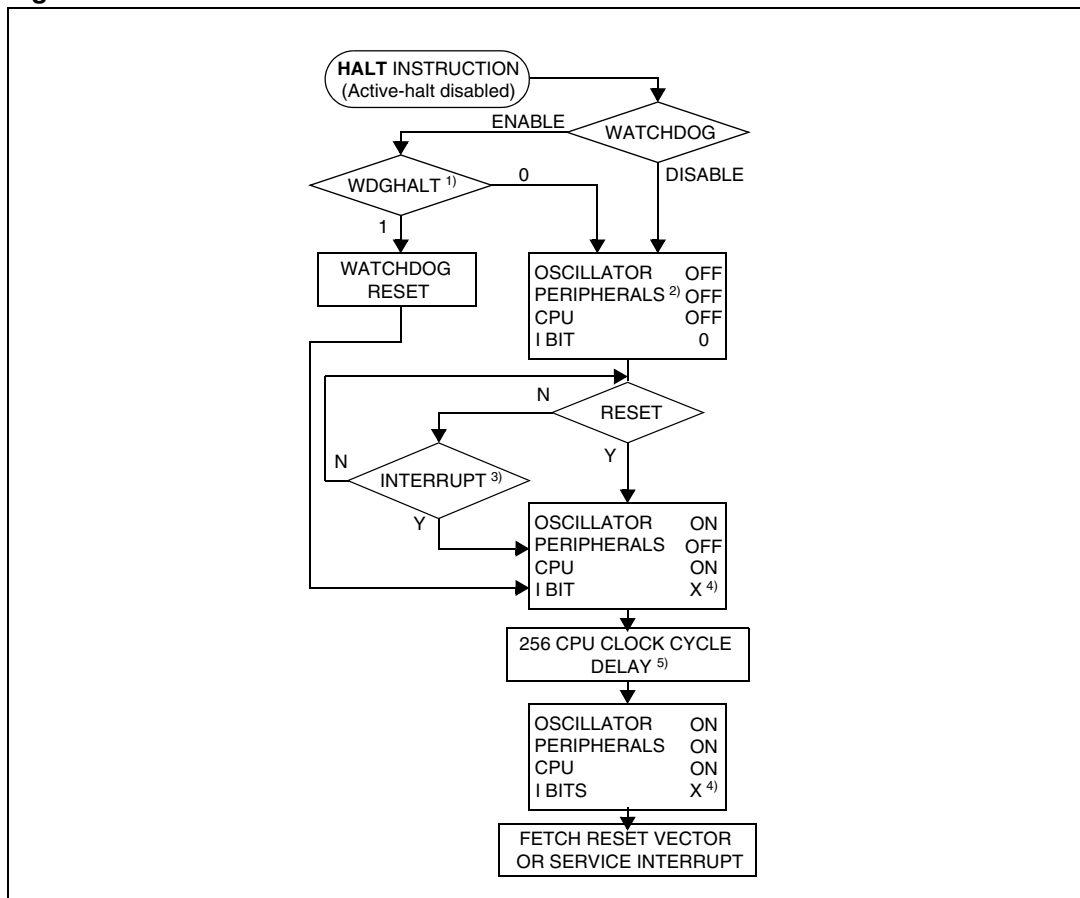 HALT INSTRUCTION
(Active-halt disabled)
WATCHDOG
ENABLE
DISABLE
WDGHALT 1)
0
1
WATCHDOG
RESET
OSCILLATOR OFF
PERIPHERALS 2) OFF
CPU OFF
I BIT 0
RESET
N
Y
INTERRUPT 3)
N
Y
OSCILLATOR ON
PERIPHERALS OFF
CPU ON
I BIT X 4)
256 CPU CLOCK CYCLE
DELAY 5)
OSCILLATOR ON
PERIPHERALS ON
CPU ON
I BITS X 4)
FETCH RESET VECTOR
OR SERVICE INTERRUPT